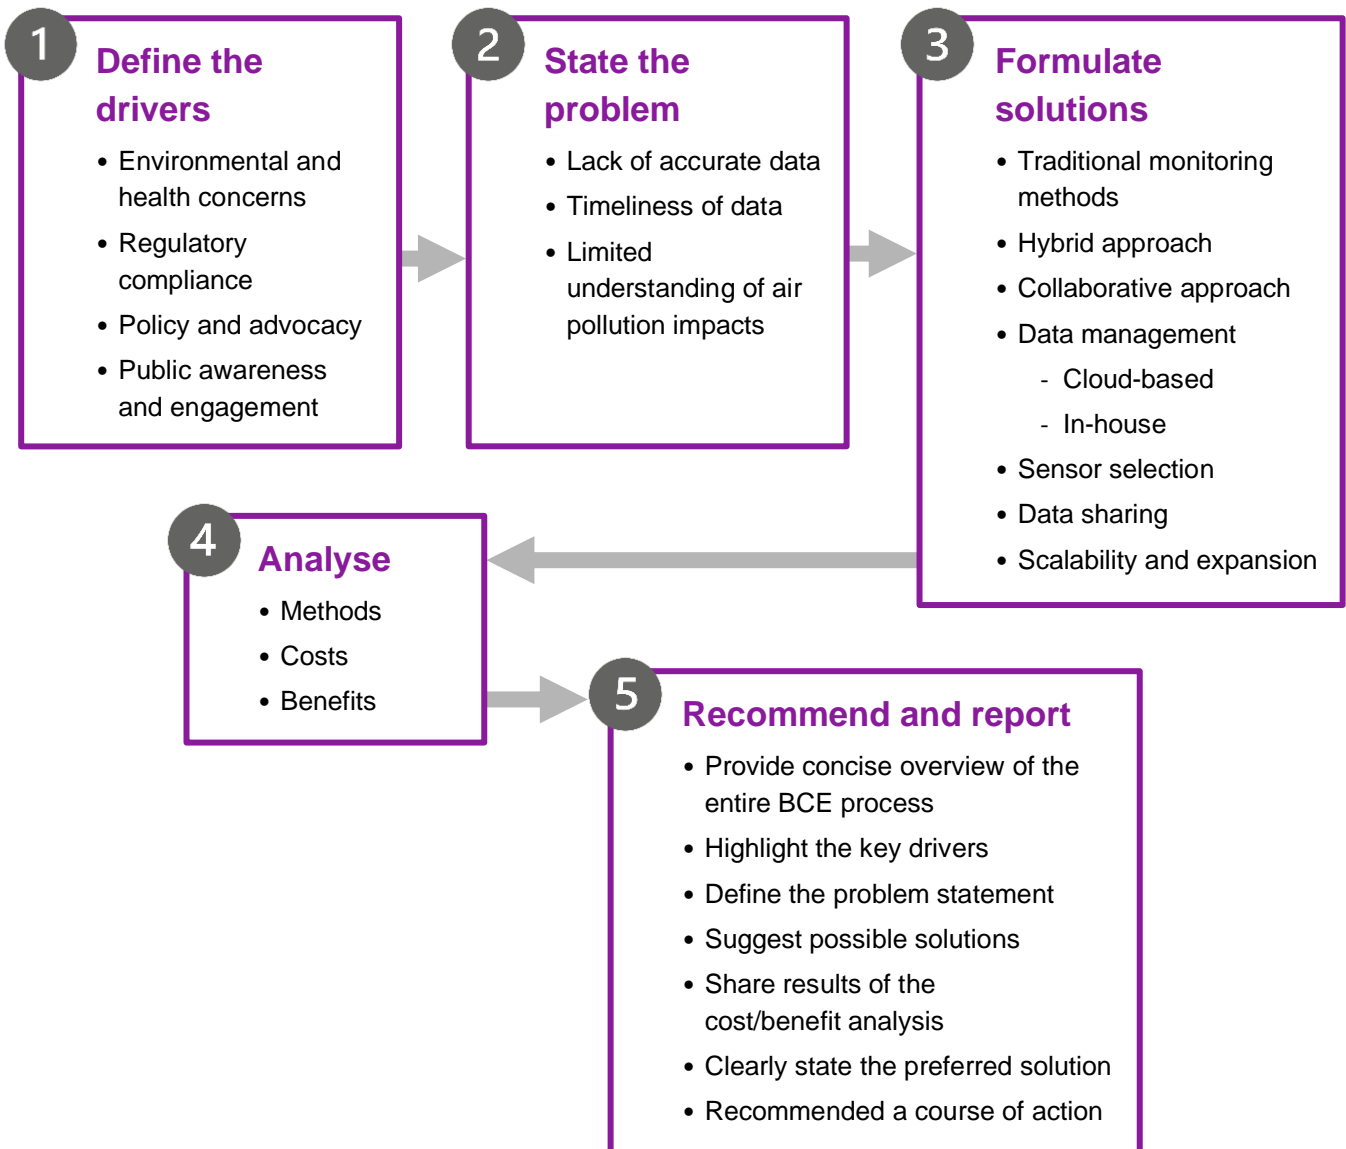 1
Define the
drivers
• Environmental and
health concerns
• Regulatory
compliance
• Policy and advocacy
• Public awareness
and engagement
2
State the
problem
• Lack of accurate data
• Timeliness of data
• Limited
understanding of air
pollution impacts
3
Formulate
solutions
• Traditional monitoring
methods
• Hybrid approach
• Collaborative approach
• Data management
- Cloud-based
- In-house
• Sensor selection
• Data sharing
• Scalability and expansion
4
Analyse
• Methods
• Costs
• Benefits
5
Recommend and report
• Provide concise overview of the
entire BCE process
• Highlight the key drivers
• Define the problem statement
• Suggest possible solutions
• Share results of the
cost/benefit analysis
• Clearly state the preferred solution
• Recommended a course of action